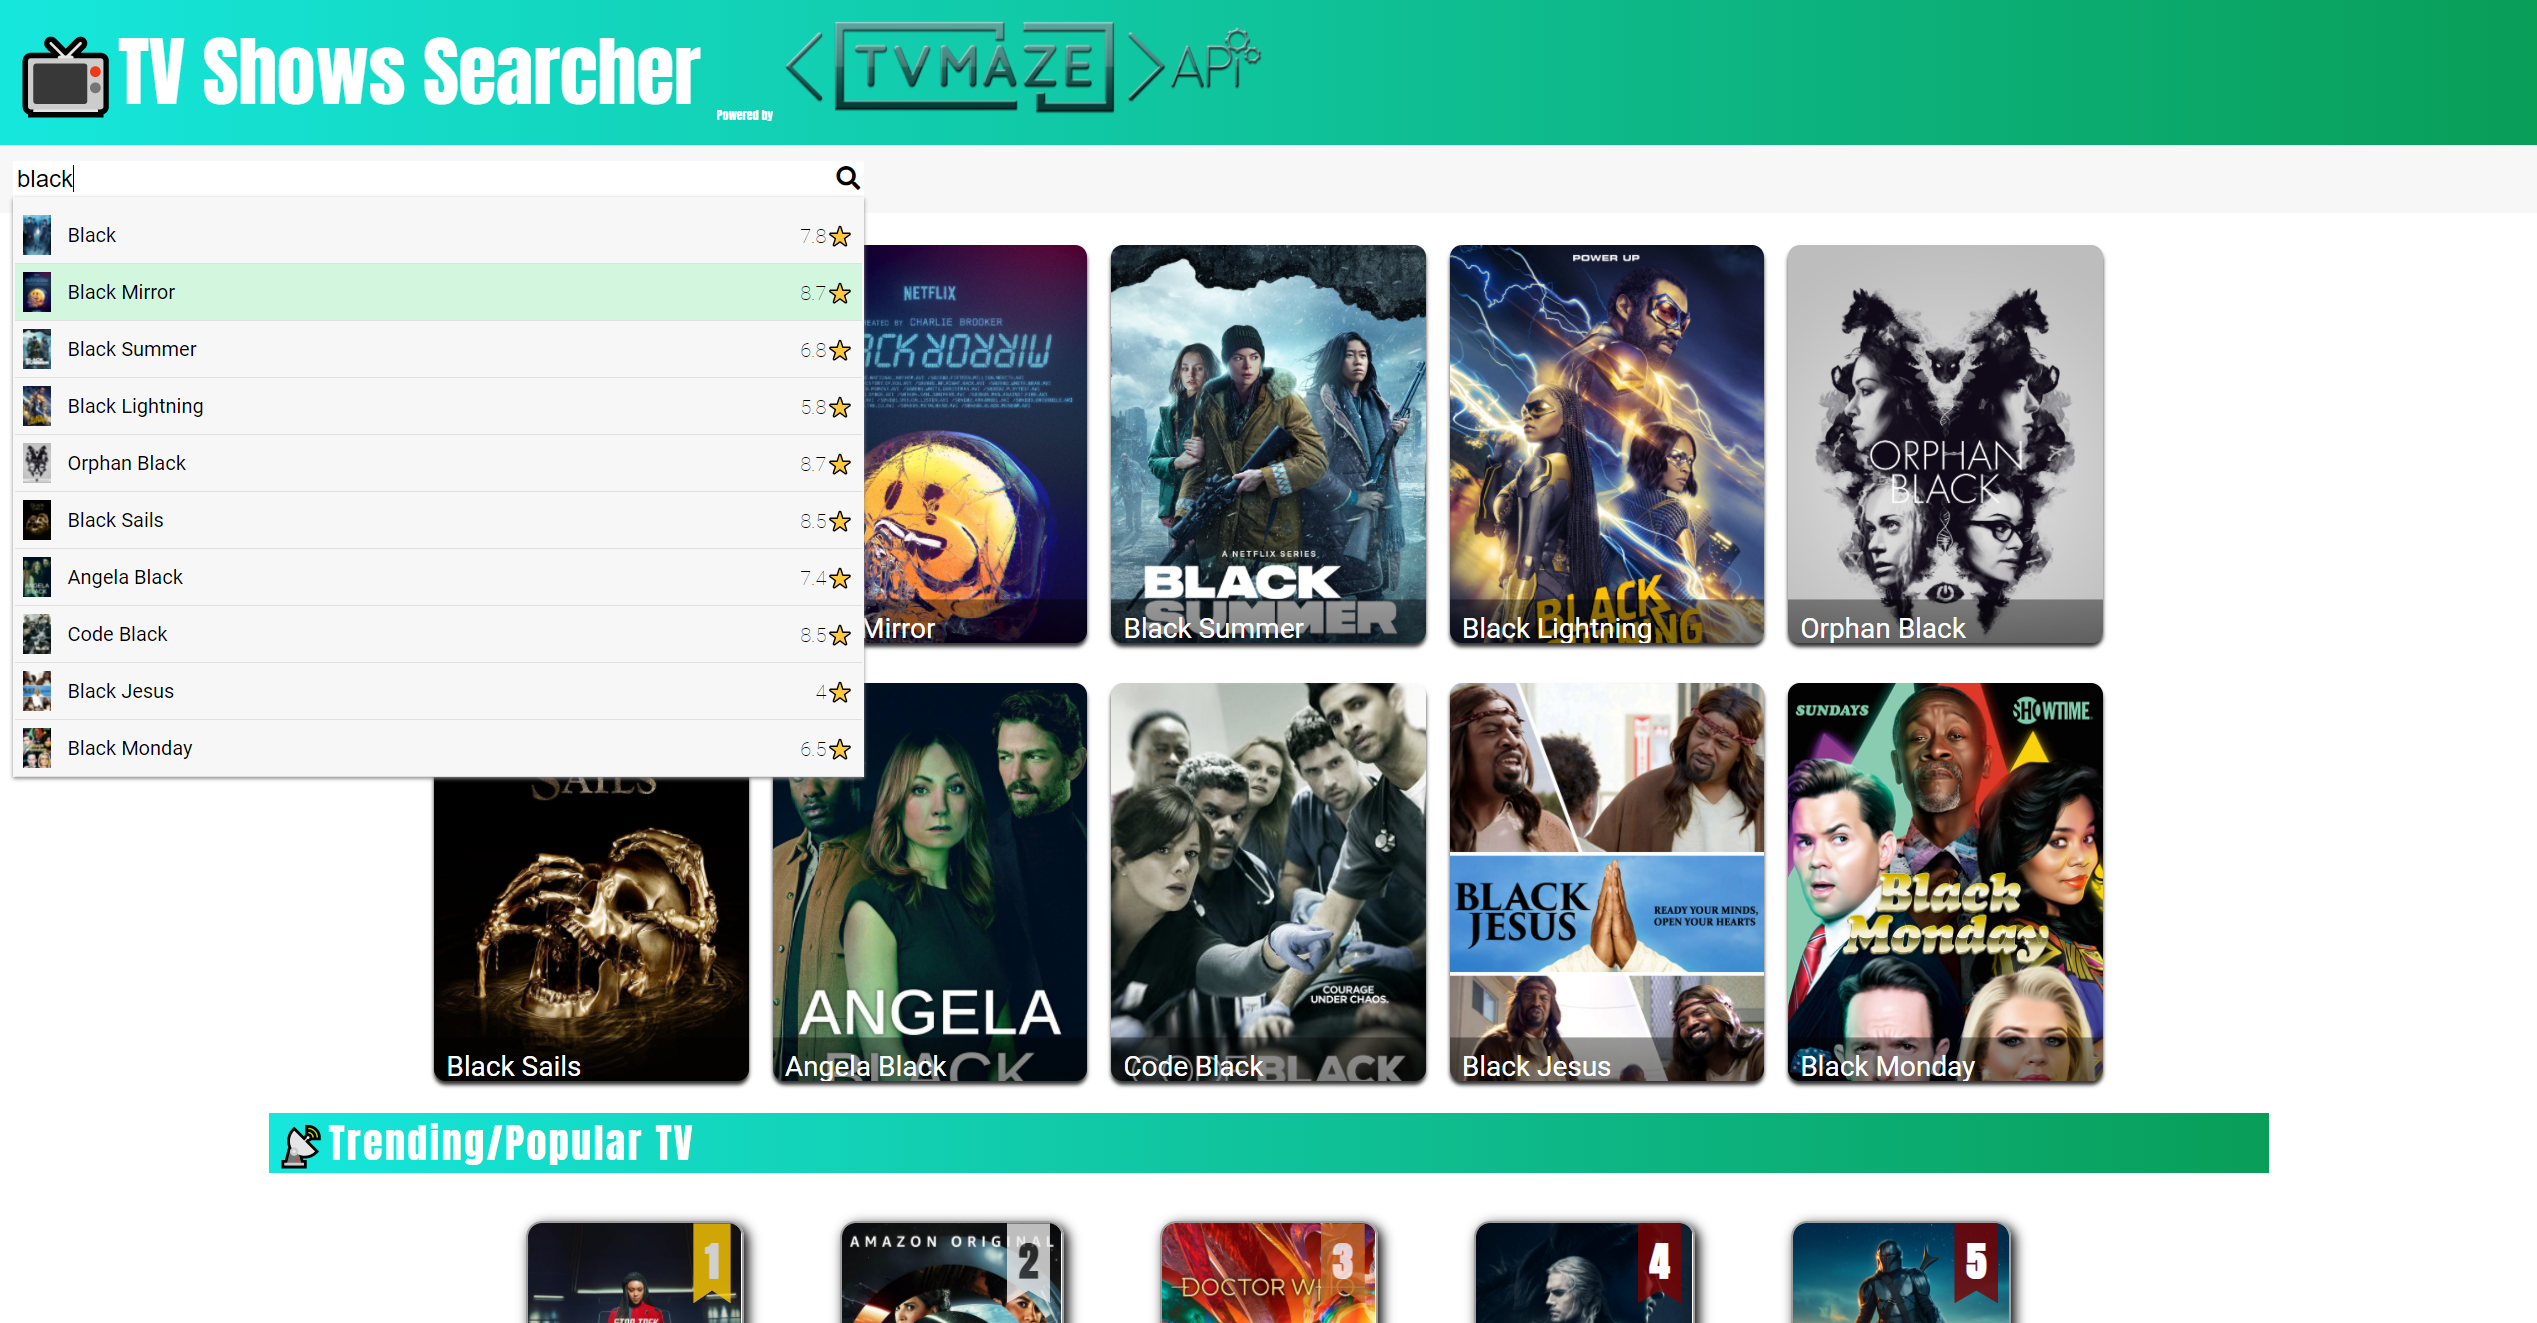 TV Shows Searcher
Powered by
<TVMAZE>API
black
Black 7.8
Black Mirror 8.7
Black Summer 6.8
Black Lightning 5.8
Orphan Black 8.7
Black Sails 8.5
Angela Black 7.4
Code Black 8.5
Black Jesus 4
Black Monday 6.5
NETFLIX
CHARLIE BROOKER
MIRROR
Mirror
A NETFLIX SERIES
BLACK
SUMMER
Black Summer
POWER UP
BLACK
Black Lightning
ORPHAN
BLACK
Orphan Black
SAILS
Black Sails
ANGELA
BLACK
Angela Black
COURAGE
UNDER CHAOS.
CODE BLACK
Code Black
BLACK
JESUS
READY YOUR MINDS,
OPEN YOUR HEARTS
Black Jesus
SUNDAYS
SHOWTIME
Black
Monday
Black Monday
Trending/Popular TV
1
AMAZON ORIGINAL
2
DOCTOR WHO
3
4
5